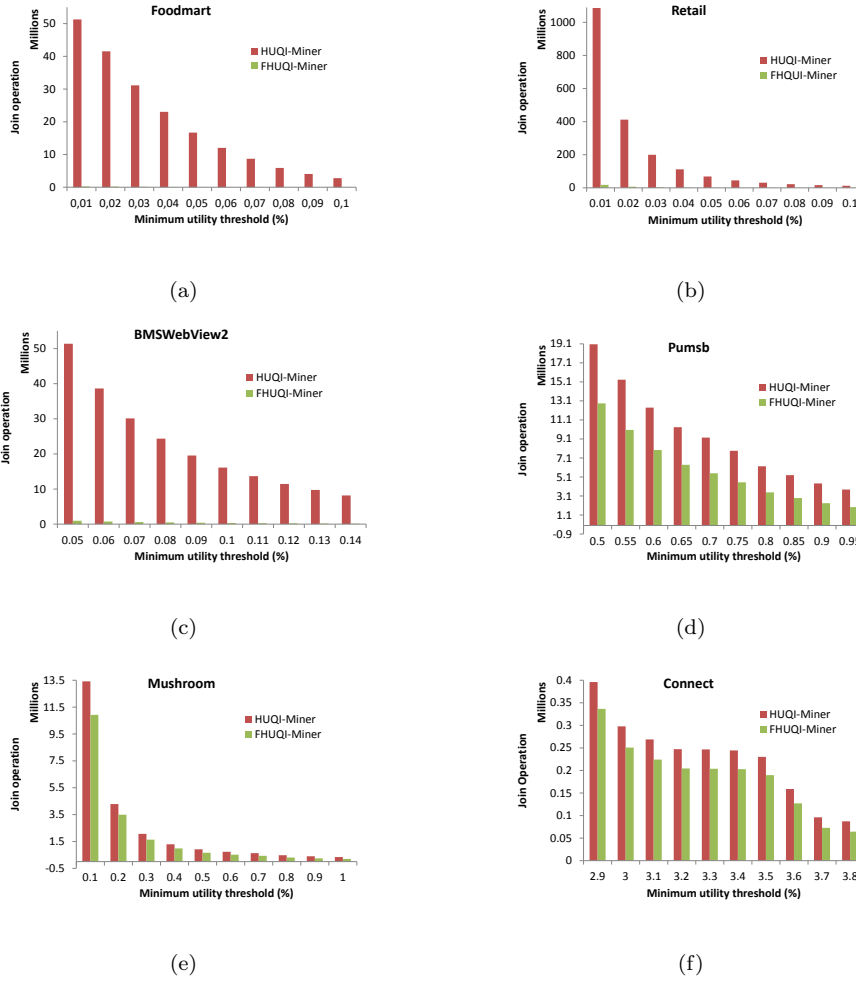 Foodmart
Millions
Join operation
50
40
30
20
10
0
HUQI-Miner
FHUQI-Miner
0,01 0,02 0,03 0,04 0,05 0,06 0,07 0,08 0,09 0,1
Minimum utility threshold (%)
(a)
Retail
Millions
Join operation
1000
800
600
400
200
0
HUQI-Miner
FHQUI-Miner
0.01 0.02 0.03 0.04 0.05 0.06 0.07 0.08 0.09 0.1
Minimum utility threshold (%)
(b)
BMSWebView2
Millions
Join operation
50
40
30
20
10
0
HUQI-Miner
FHUQI-Miner
0.05 0.06 0.07 0.08 0.09 0.1 0.11 0.12 0.13 0.14
Minimum utility threshold (%)
(c)
Pumsb
Millions
Join operation
19.1
17.1
15.1
13.1
11.1
9.1
7.1
5.1
3.1
1.1
-0.9
HUQI-Miner
FHUQI-Miner
0.5 0.55 0.6 0.65 0.7 0.75 0.8 0.85 0.9 0.95
Minimum utility threshold (%)
(d)
Mushroom
Millions
Join operation
13.5
11.5
9.5
7.5
5.5
3.5
1.5
-0.5
HUQI-Miner
FHUQI-Miner
0.1 0.2 0.3 0.4 0.5 0.6 0.7 0.8 0.9 1
Minimum utility threshold (%)
(e)
Connect
Millions
Join Operation
0.4
0.35
0.3
0.25
0.2
0.15
0.1
0.05
0
HUQI-Miner
FHUQI-Miner
2.9 3 3.1 3.2 3.3 3.4 3.5 3.6 3.7 3.8
Minimum utility threshold (%)
(f)